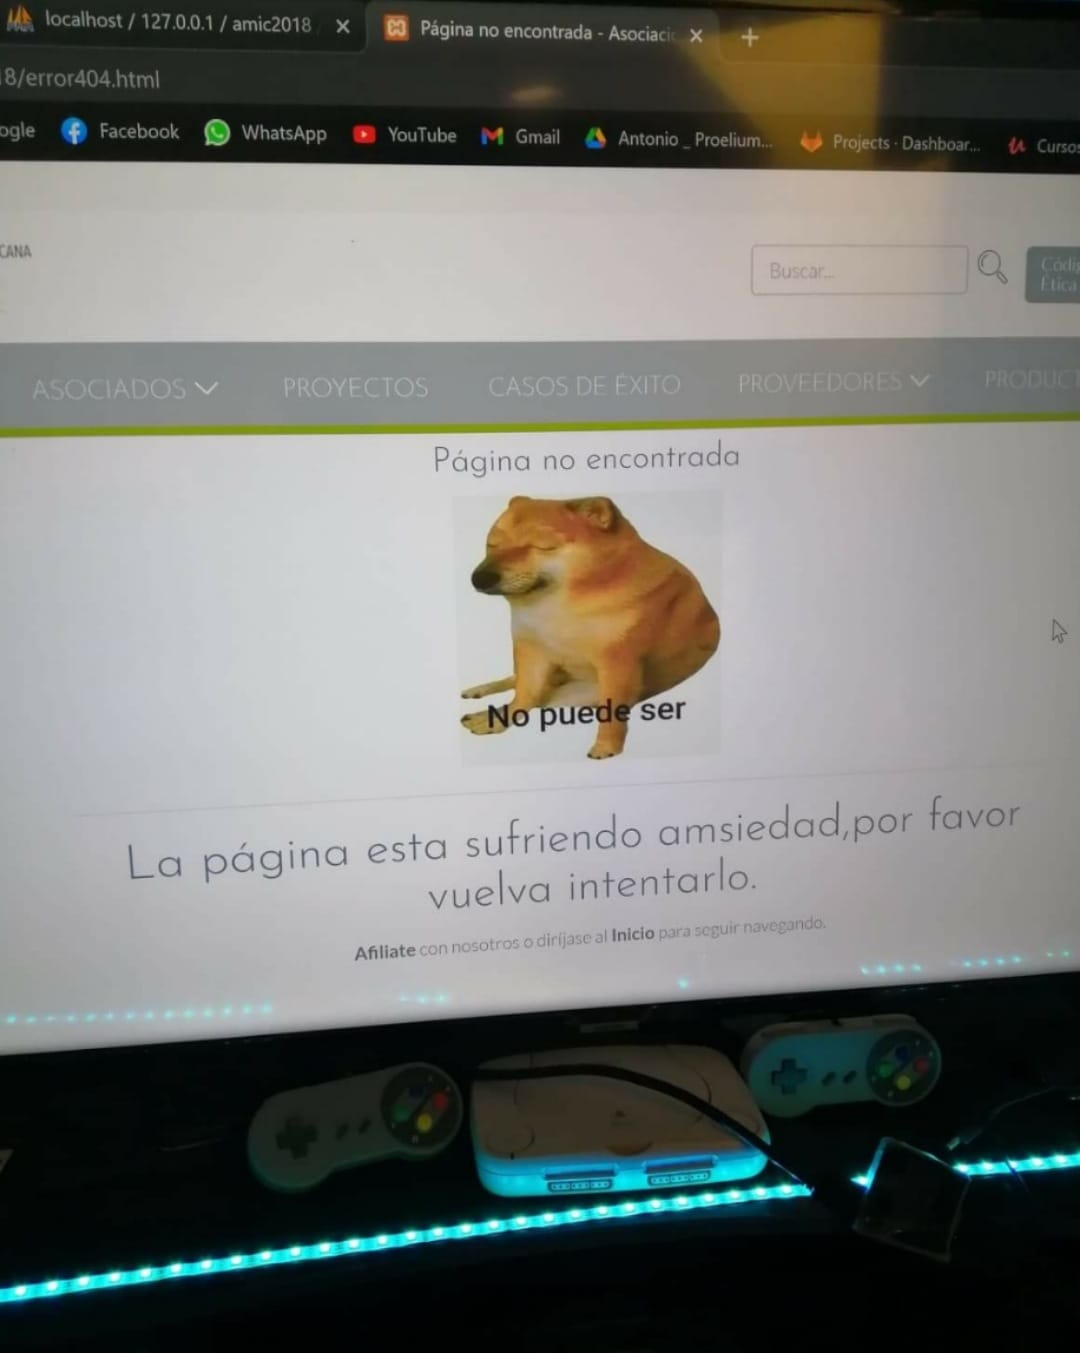 localhost / 127.0.0.1 / amic2018
Página no encontrada - Asociaci
18/error404.html
ogle Facebook WhatsApp YouTube Gmail Antonio _ Proelium... Projects · Dashboar... Cursos
CANA
Buscar...
Códi
Ética
ASOCIADOS PROYECTOS CASOS DE ÉXITO PROVEEDORES PRODUCT
Página no encontrada
No puede ser
La página esta sufriendo amsiedad,por favor
vuelva intentarlo.
Afiliate con nosotros o diríjase al Inicio para seguir navegando.